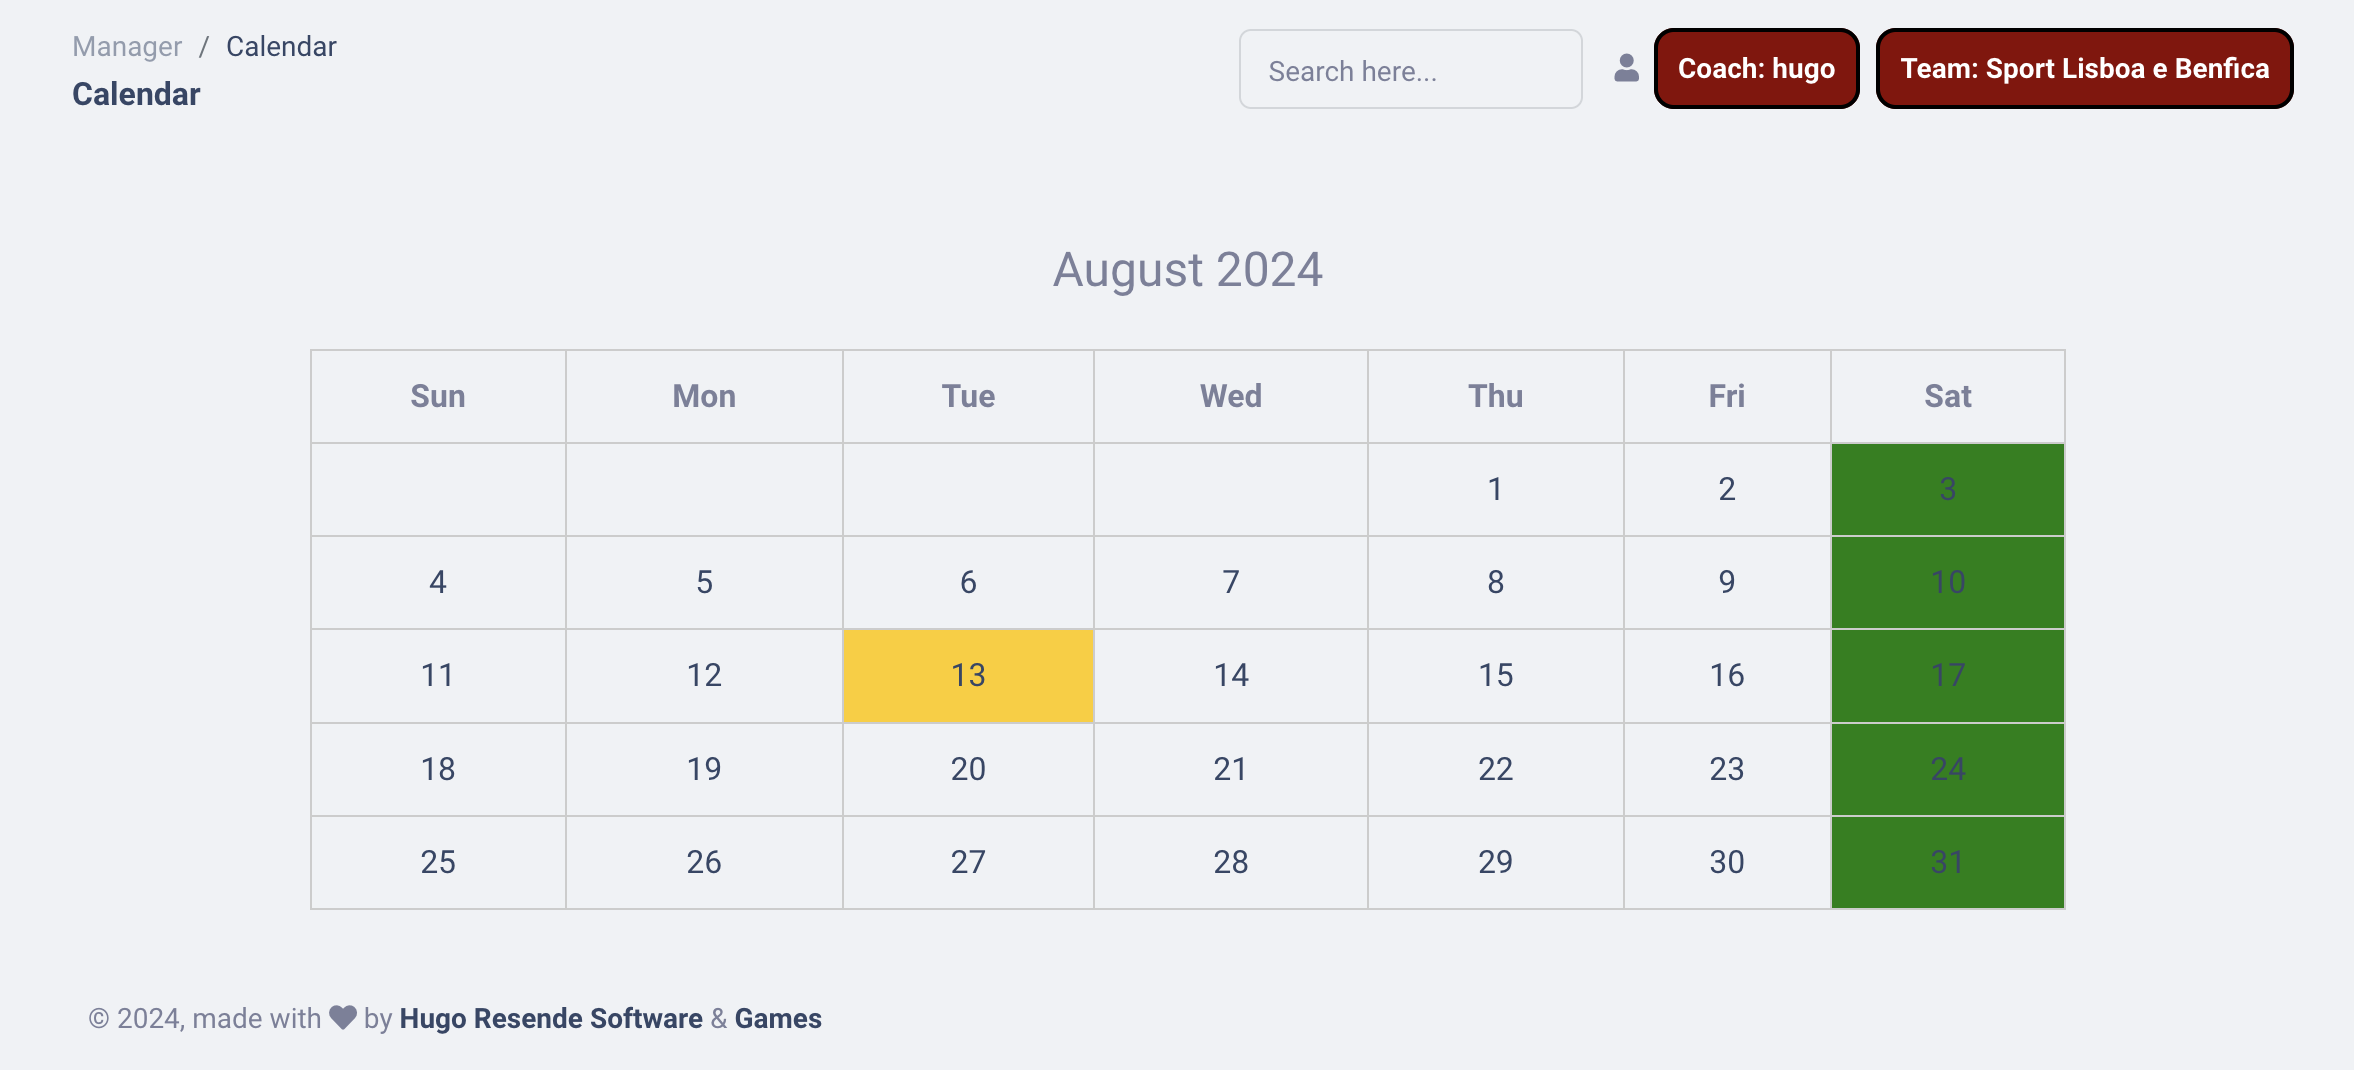 Manager / Calendar
Calendar
Search here...
Coach: hugo
Team: Sport Lisboa e Benfica
August 2024
Sun Mon Tue Wed Thu Fri Sat
1 2 3
4 5 6 7 8 9 10
11 12 13 14 15 16 17
18 19 20 21 22 23 24
25 26 27 28 29 30 31
© 2024, made with by Hugo Resende Software & Games